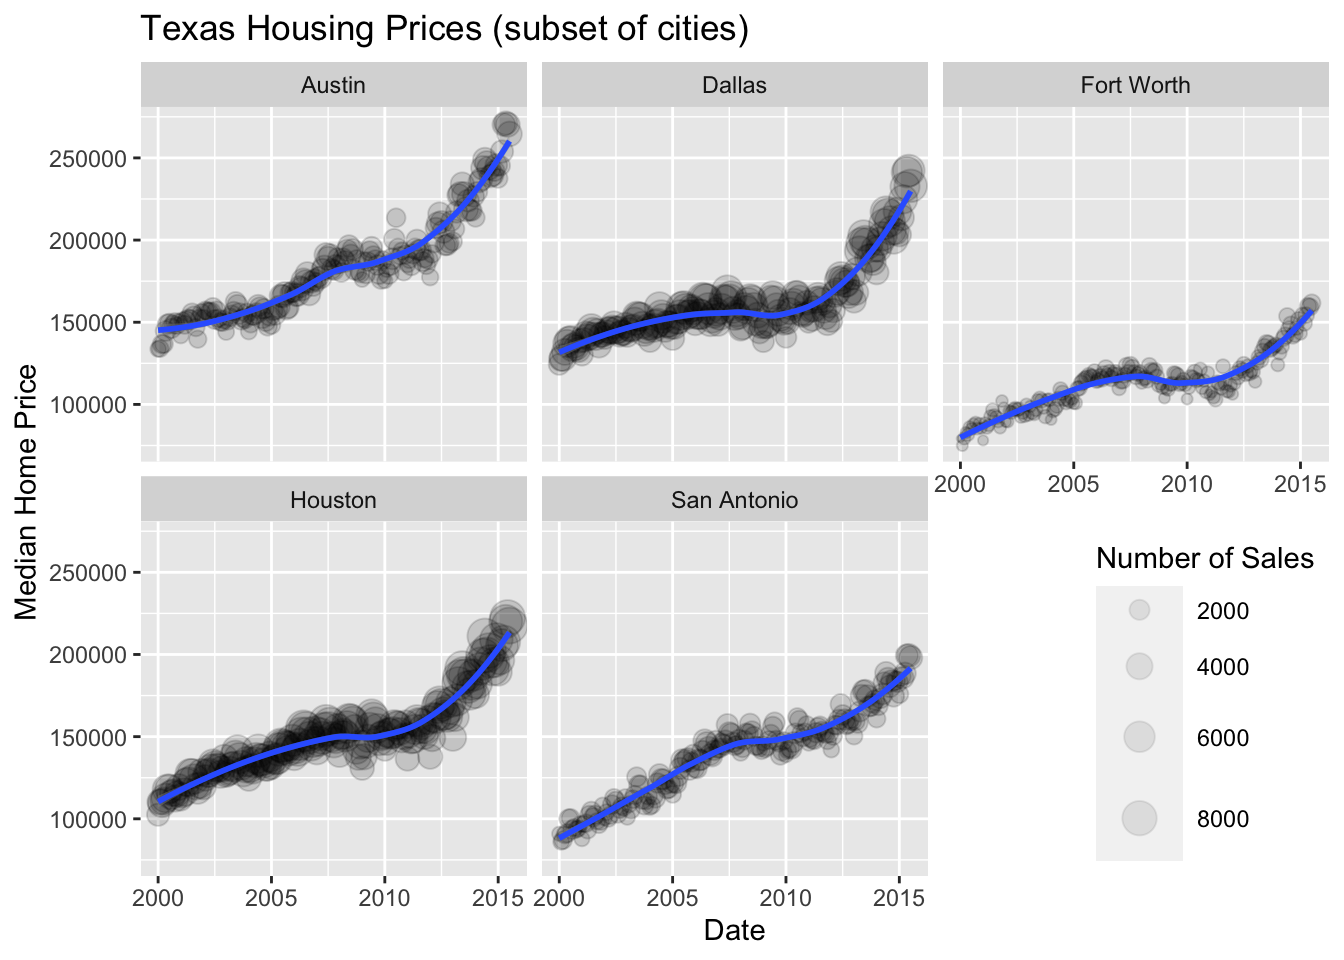 Texas Housing Prices (subset of cities)
Austin
Dallas
Fort Worth
250000
200000
150000
100000
2000 2005 2010 2015
Median Home Price
Houston
San Antonio
250000
200000
150000
100000
2000 2005 2010 2015
2000 2005 2010 2015
Date
Number of Sales
2000
4000
6000
8000